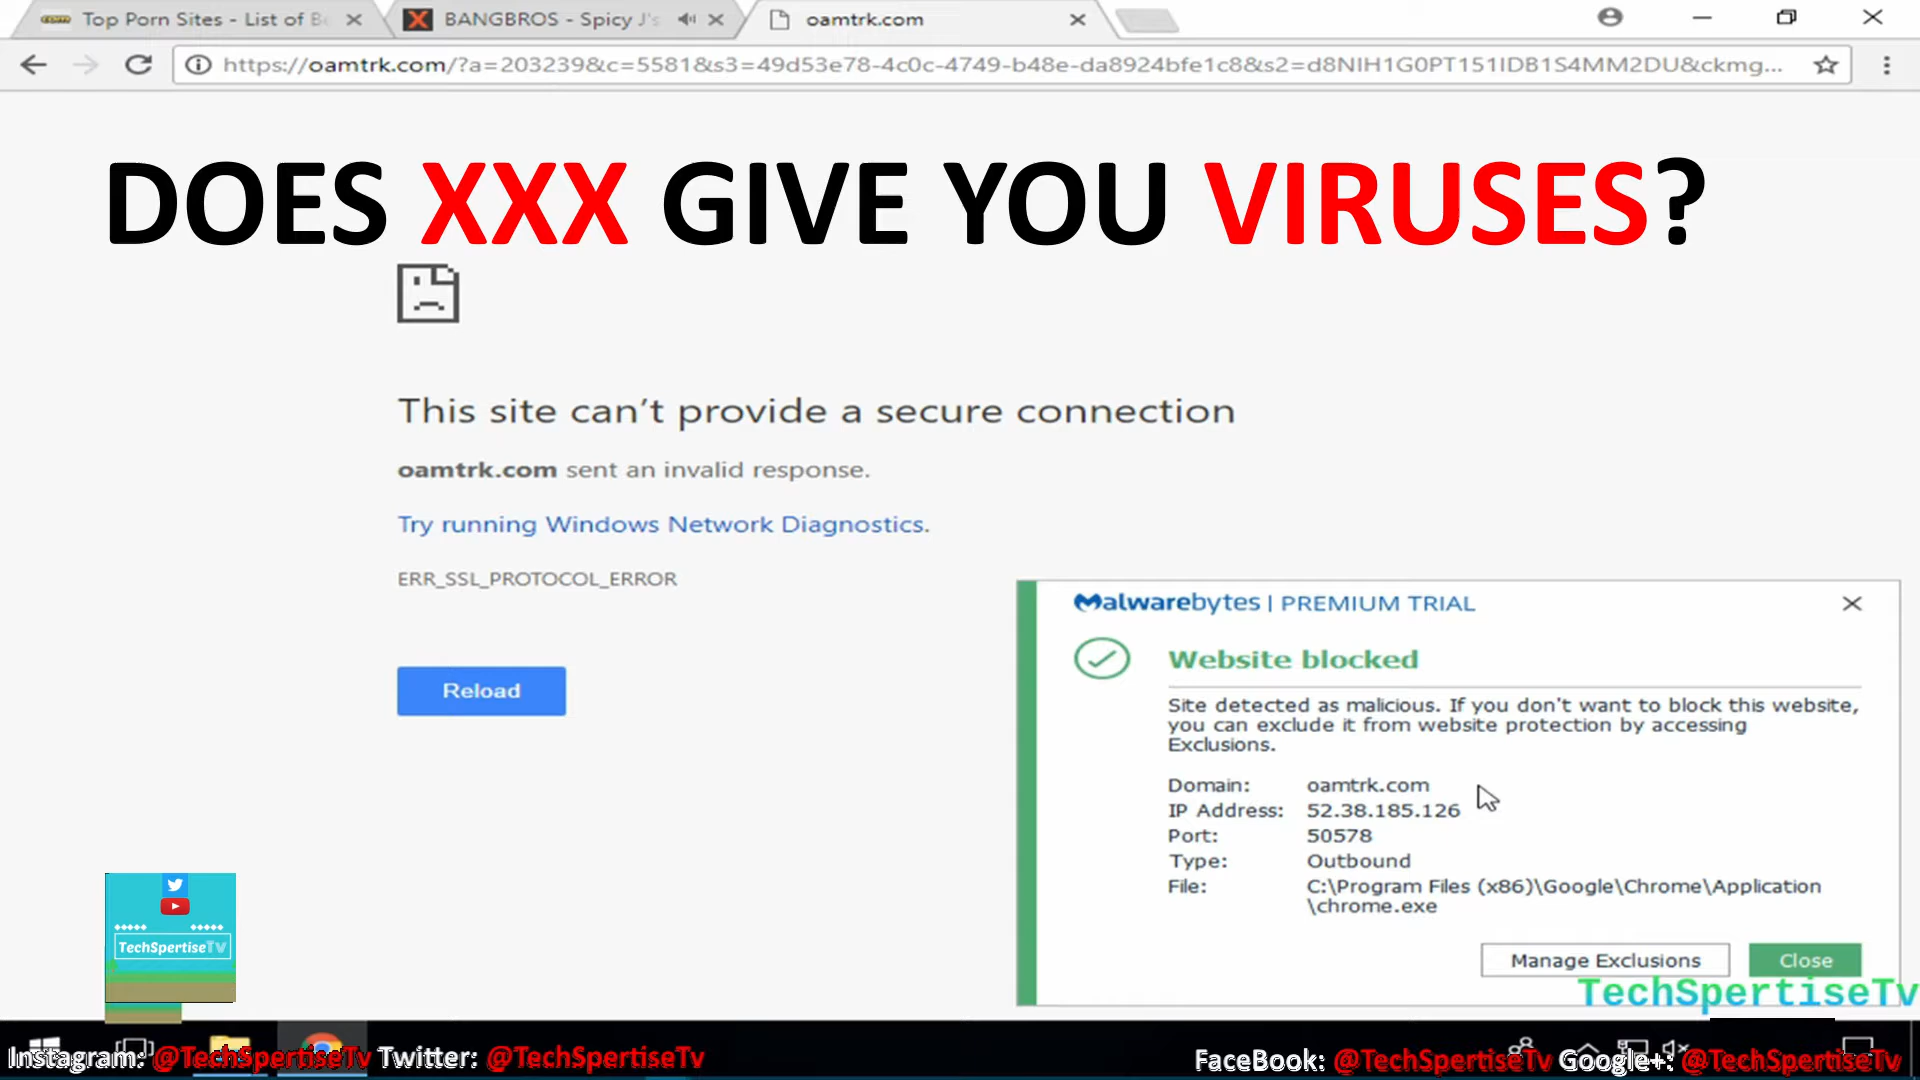 Top Porn Sites - List of Be
BANGBROS - Spicy J's
oamtrk.com
https://oamtrk.com/?a=203239&c=5581&s3=49d53e78-4c0c-4749-b48e-da8924bfe1c8&s2=d8NIH1G0PT151IDB1S4MM2DU&ckmg...
DOES XXX GIVE YOU VIRUSES?
This site can't provide a secure connection
oamtrk.com sent an invalid response.
Try running Windows Network Diagnostics.
ERR_SSL_PROTOCOL_ERROR
Reload
Malwarebytes | PREMIUM TRIAL
Website blocked
Site detected as malicious. If you don't want to block this website,
you can exclude it from website protection by accessing
Exclusions.
Domain: oamtrk.com
IP Address: 52.38.185.126
Port: 50578
Type: Outbound
File: C:\Program Files (x86)\Google\Chrome\Application
\chrome.exe
Manage Exclusions
Close
TechSpertiseTV
TechSpertiseTv
Instagram: @TechSpertiseTv Twitter: @TechSpertiseTv
FaceBook: @TechSpertiseTv Google+: @TechSpertiseTv